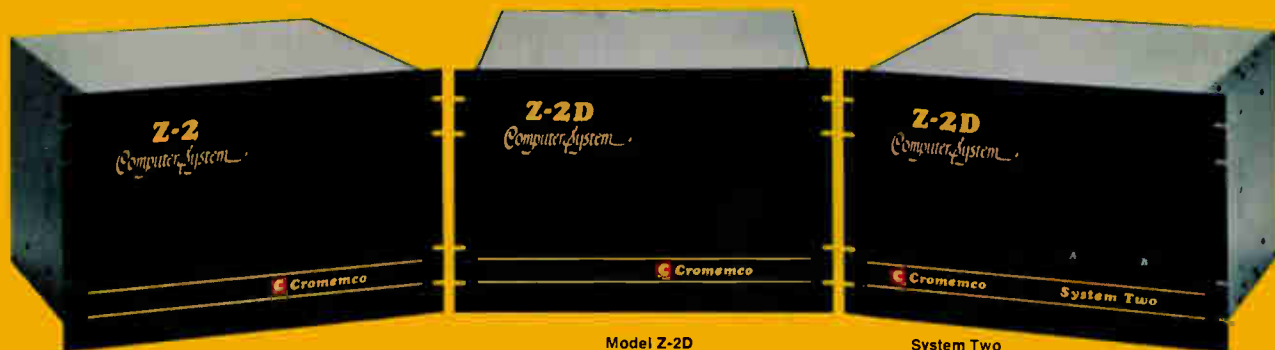 Z-2
Computer System
C Cromemco
Z-2D
Computer System
C Cromemco
Z-2D
Computer System
A B
C Cromemco
System Two
Model Z-2D
System Two